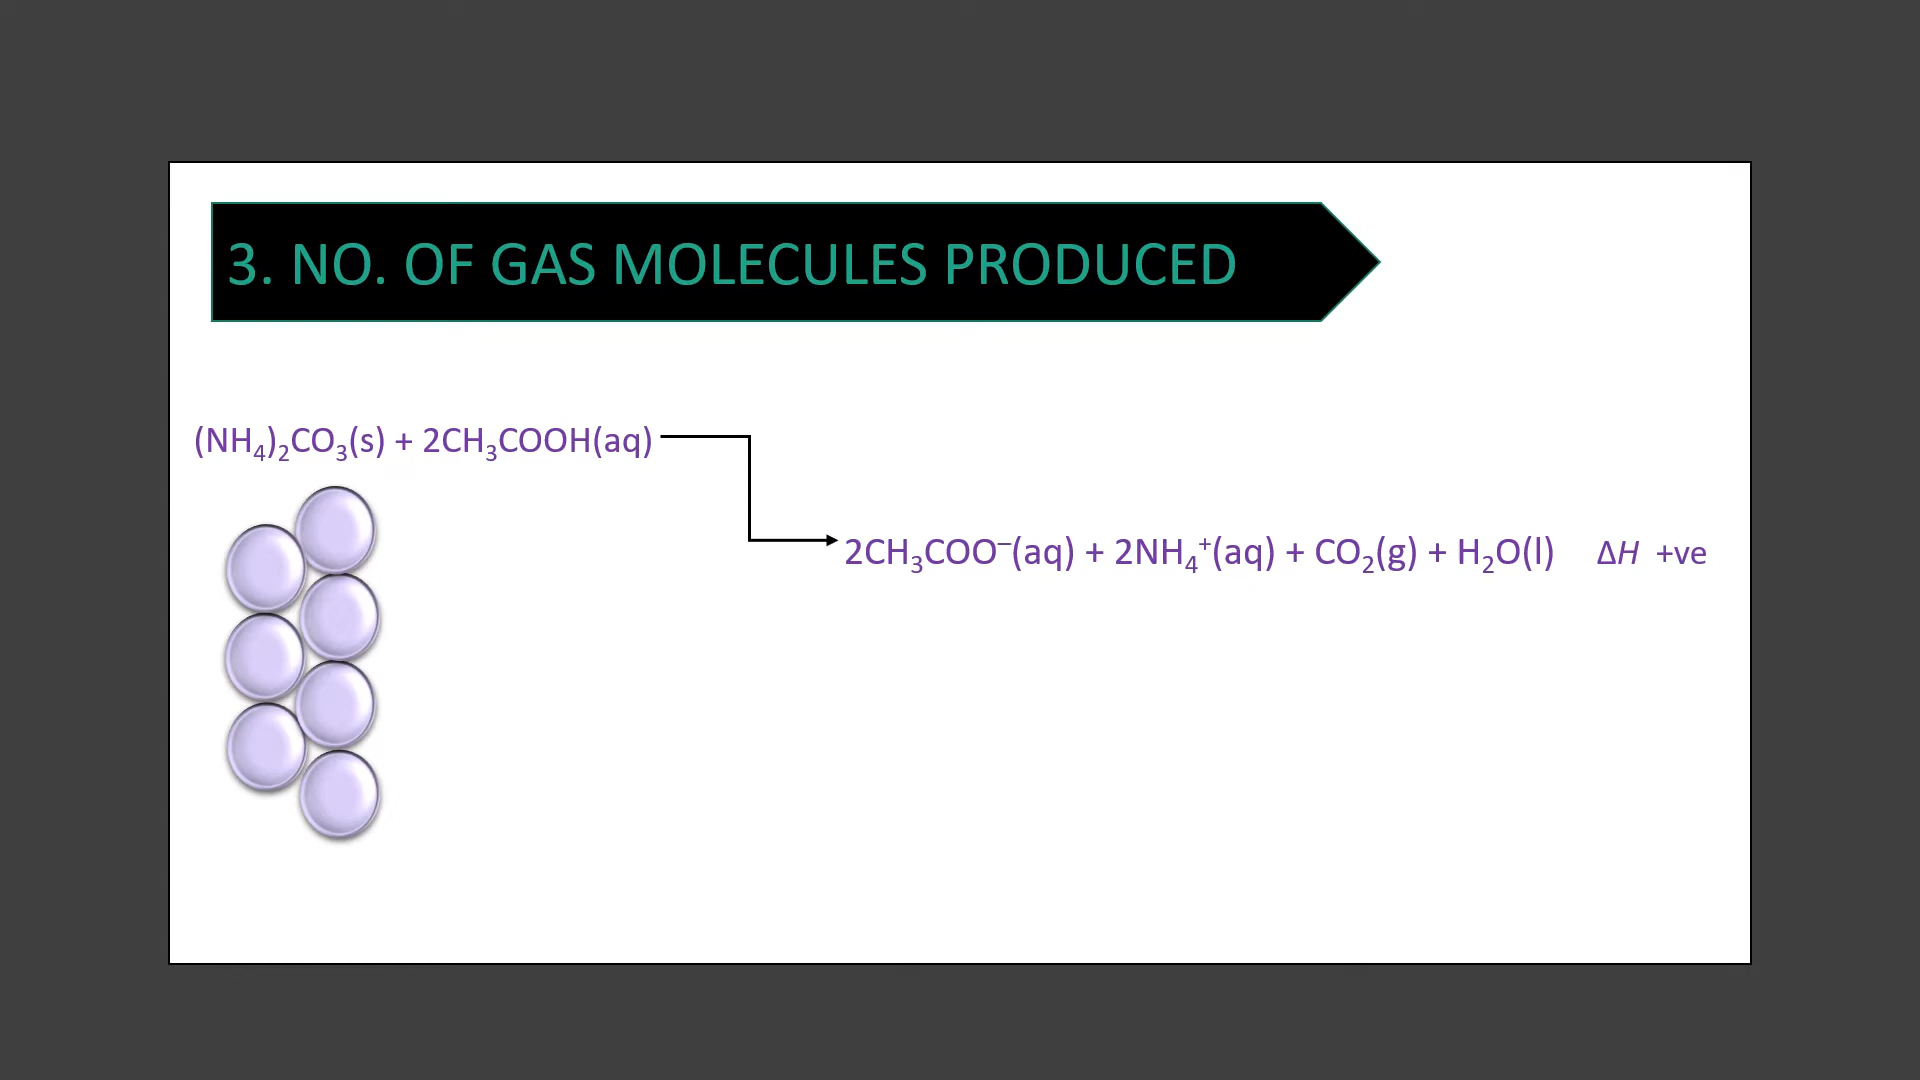 3. NO. OF GAS MOLECULES PRODUCED
(NH₄)₂CO₃(s) + 2CH₃COOH(aq)
2CH₃COO⁻(aq) + 2NH₄⁺(aq) + CO₂(g) + H₂O(l) ΔH +ve